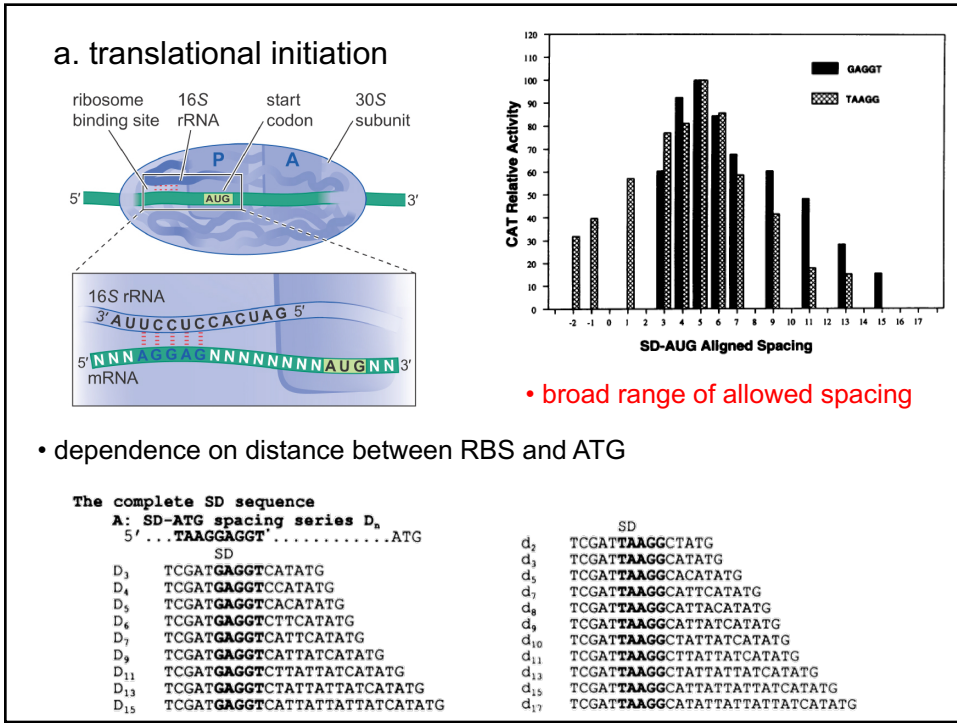 a. translational initiation
ribosome
binding site
16S
rRNA
start
codon
30S
subunit
P
A
5'
AUG
3'
16S rRNA
3' AUUCCUCCACUAG 5'
5' NNNAGGAGNNNNNNNNAUGNN 3'
mRNA
CAT Relative Activity
120
110
100
90
80
70
60
50
40
30
20
10
0
GAGGT
TAAGG
-2 -1 0 1 2 3 4 5 6 7 8 9 10 11 12 13 14 15 16 17
SD-AUG Aligned Spacing
• broad range of allowed spacing
• dependence on distance between RBS and ATG
The complete SD sequence
A: SD-ATG spacing series Dn
5'...TAAGGAGGT*............ATG
SD
D3 TCGATGAGGTCATATG
D4 TCGATGAGGTCCATATG
D5 TCGATGAGGTCACATATG
D6 TCGATGAGGTCTTCATATG
D7 TCGATGAGGTCATTCATATG
D9 TCGATGAGGTCATTATCATATG
D11 TCGATGAGGTCTTATTATCATATG
D13 TCGATGAGGTCTATTATTATCATATG
D15 TCGATGAGGTCATTATTATTATCATATG
SD
d2 TCGATTAAGGCTATG
d3 TCGATTAAGGCATATG
d5 TCGATTAAGGCACATATG
d7 TCGATTAAGGCATTCATATG
d8 TCGATTAAGGCATTACATATG
d9 TCGATTAAGGCATTATCATATG
d10 TCGATTAAGGCTATTATCATATG
d11 TCGATTAAGGCTTATTATCATATG
d13 TCGATTAAGGCTATTATTATCATATG
d15 TCGATTAAGGCATTATTATTATCATATG
d17 TCGATTAAGGCATTATTATTATTATCATATG